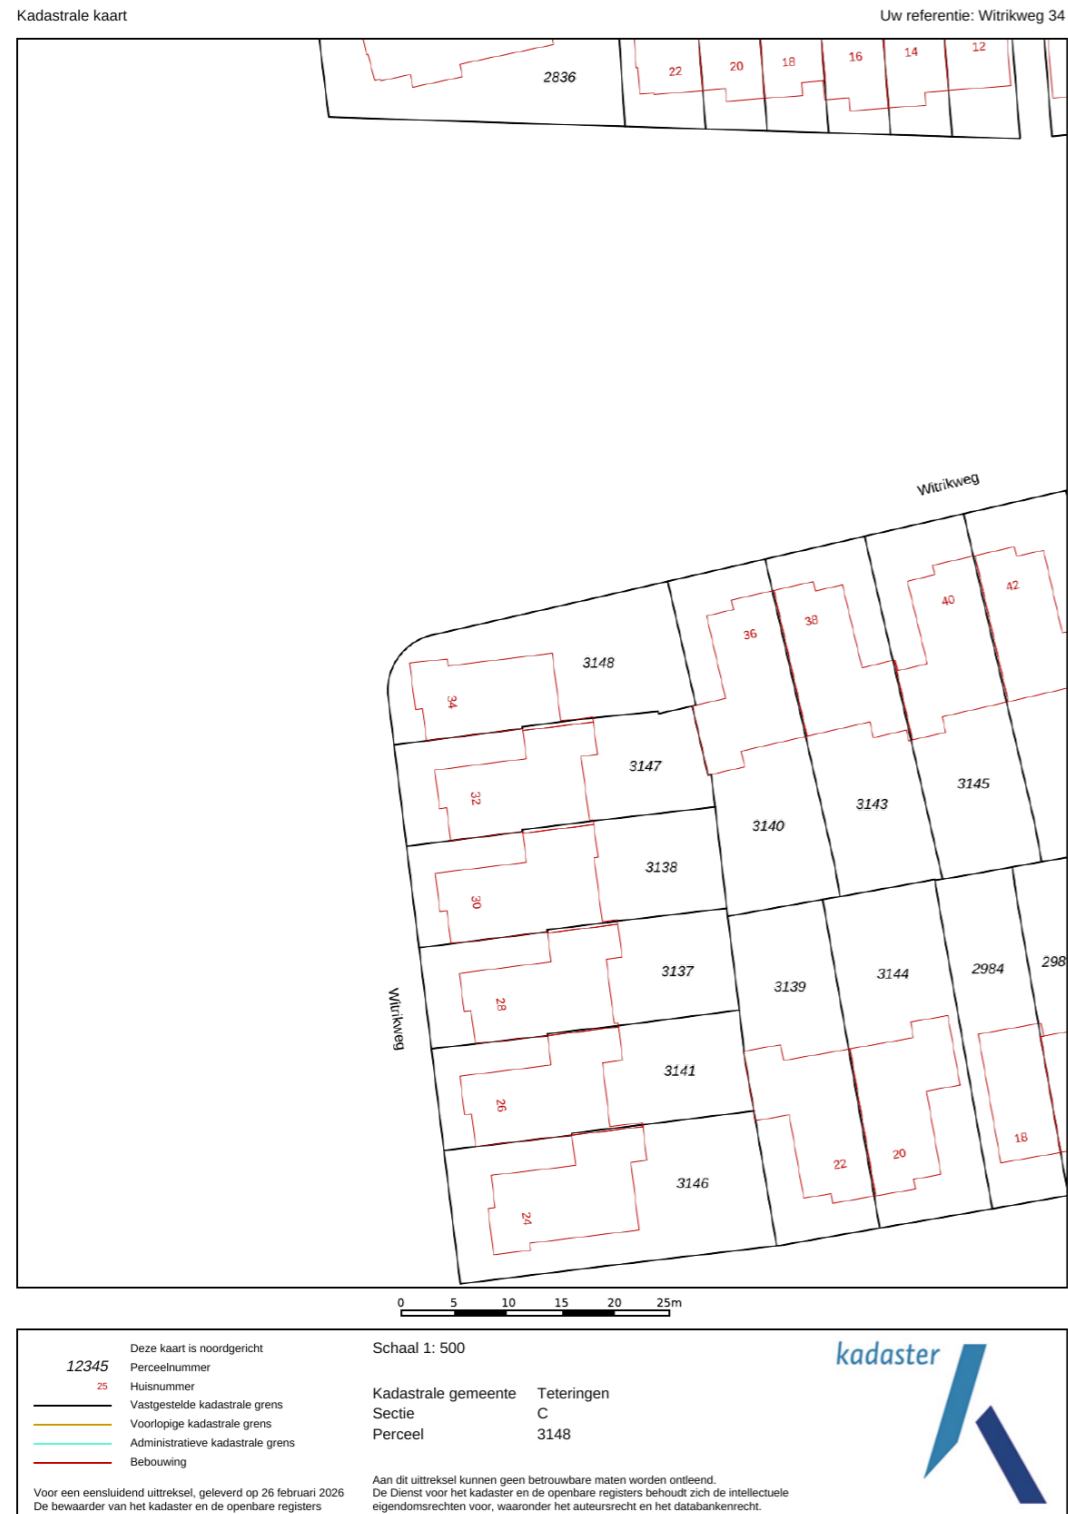 Kadastrale kaart
Uw referentie: Witrikweg 34
2836
22
20
18
16
14
12
Witrikweg
42
40
38
36
3148
34
3147
32
3145
3143
3140
3138
30
3137
28
3139
3144
2984
298
Witrikweg
3141
26
3146
24
22
20
18
0 5 10 15 20 25m
Deze kaart is noordgericht
12345 Perceelnummer
25 Huisnummer
Vastgestelde kadastrale grens
Voorlopige kadastrale grens
Administratieve kadastrale grens
Bebouwing
Voor een eensluidend uittreksel, geleverd op 26 februari 2026
De bewaarder van het kadaster en de openbare registers
Schaal 1: 500
Kadastrale gemeente Teteringen
Sectie C
Perceel 3148
Aan dit uittreksel kunnen geen betrouwbare maten worden ontleend.
De Dienst voor het kadaster en de openbare registers behoudt zich de intellectuele
eigendomsrechten voor, waaronder het auteursrecht en het databankenrecht.
kadaster